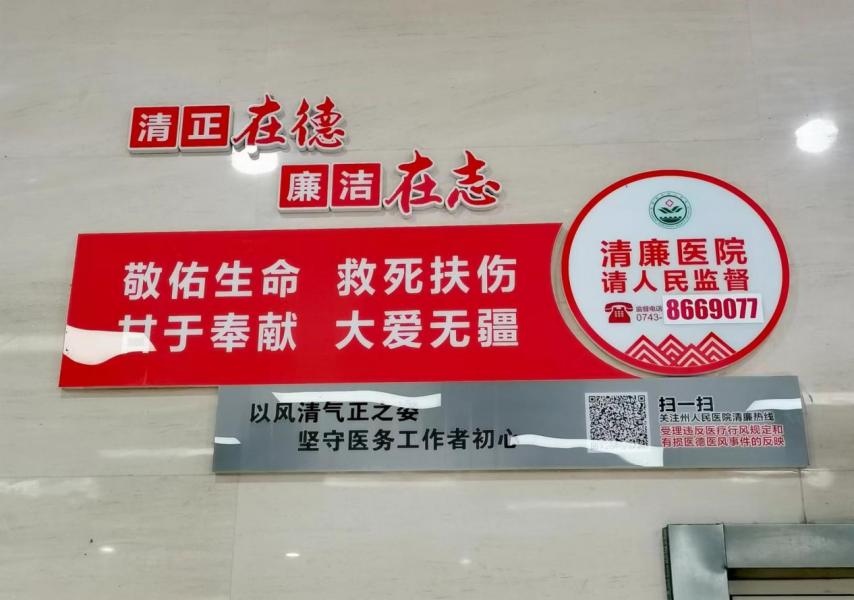 清正在德
廉洁在志
敬佑生命 救死扶伤
甘于奉献 大爱无疆
清廉医院
请人民监督
监督电话
0743-8669077
以风清气正之姿
坚守医务工作者初心
扫一扫
关注州人民医院清廉热线
受理违反医疗行风规定和
有损医德医风事件的反映